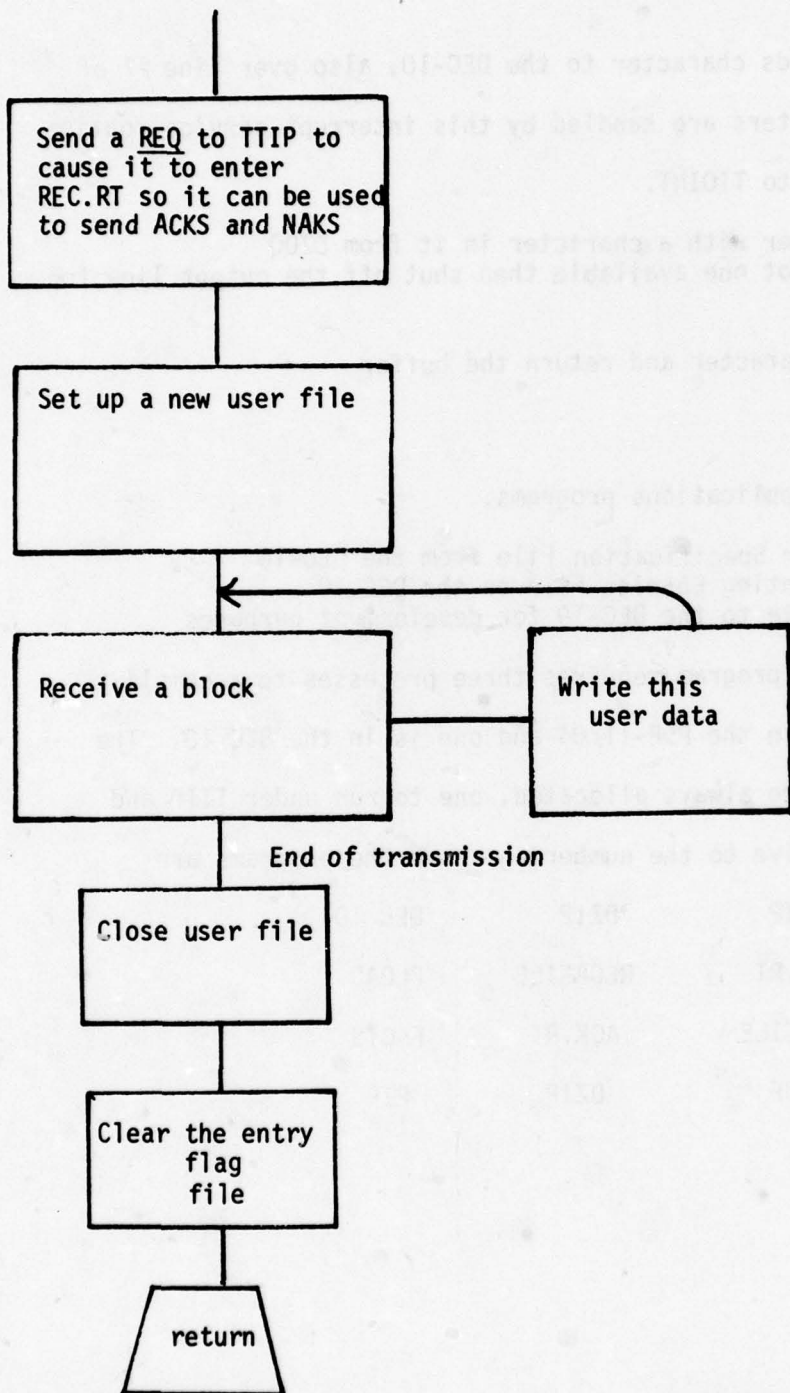 Send a REQ to TTIP to
cause it to enter
REC.RT so it can be used
to send ACKS and NAKS
Set up a new user file
Receive a block
Write this
user data
End of transmission
Close user file
Clear the entry
flag
file
return